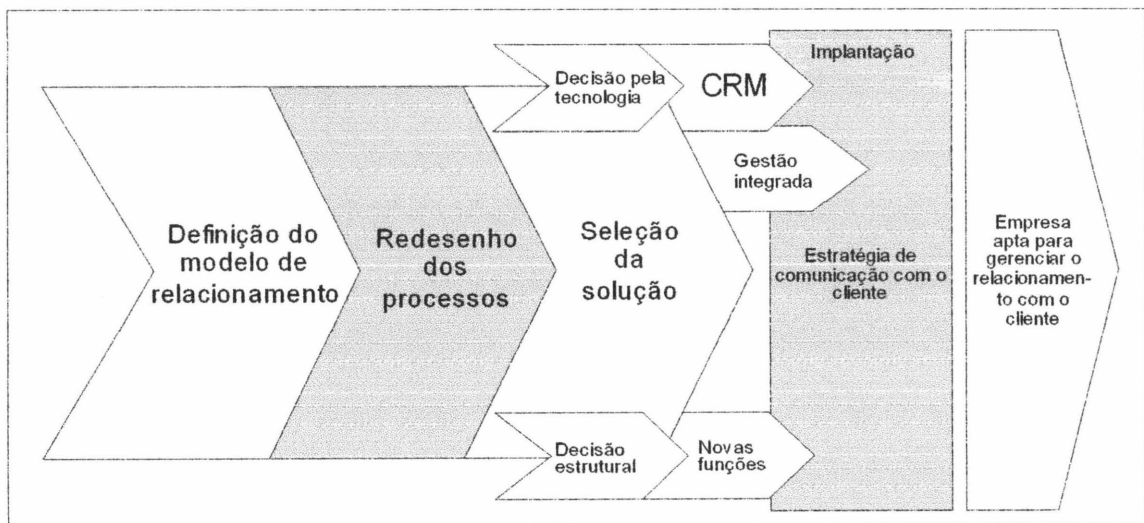 Definição do
modelo de
relacionamento
Redesenho
dos
processos
Seleção
da
solução
Decisão pela
tecnologia
CRM
Gestão
integrada
Decisão
estrutural
Novas
funções
Implantação
Estratégia de
comunicação com o
cliente
Empresa
apta para
gerenciar o
relacionamen-
to com o
cliente